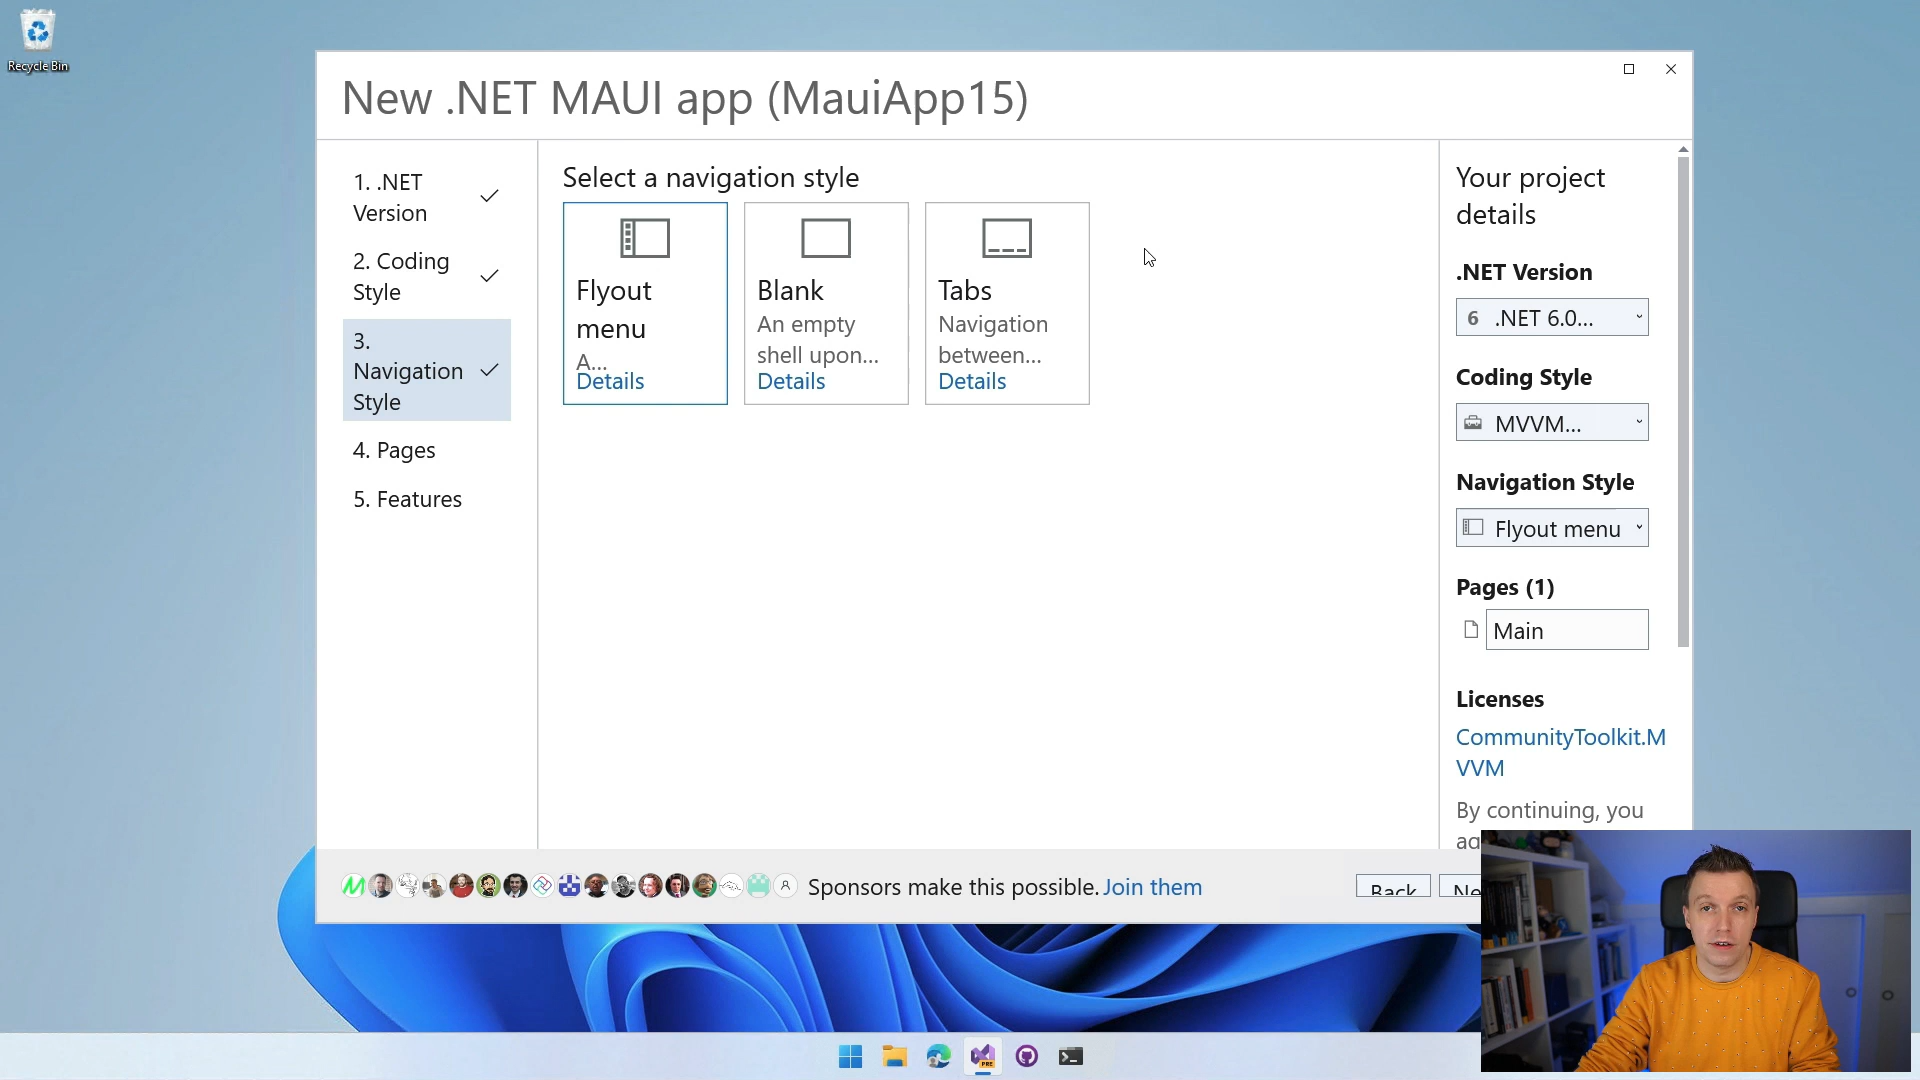 Recycle Bin
New .NET MAUI app (MauiApp15)
1. .NET
Version
2. Coding
Style
3.
Navigation
Style
4. Pages
5. Features
Select a navigation style
Flyout
menu
A...
Details
Blank
An empty
shell upon...
Details
Tabs
Navigation
between...
Details
Your project
details
.NET Version
6 .NET 6.0...
Coding Style
MVVM...
Navigation Style
Flyout menu
Pages (1)
Main
Licenses
CommunityToolkit.M
VVM
By continuing, you
Sponsors make this possible. Join them
Back
PRE